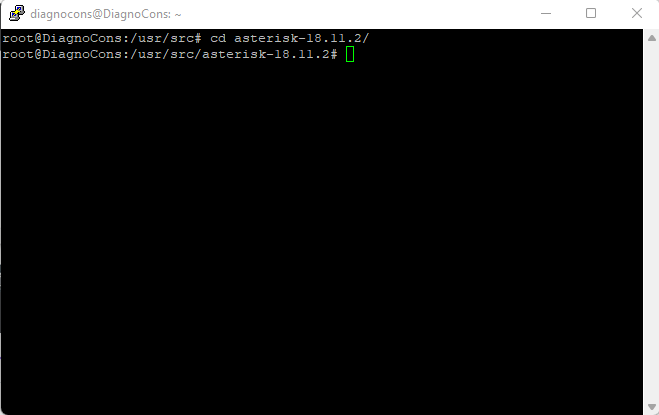 diagnocons@DiagnoCons: ~
root@DiagnoCons:/usr/src# cd asterisk-18.11.2/
root@DiagnoCons:/usr/src/asterisk-18.11.2#